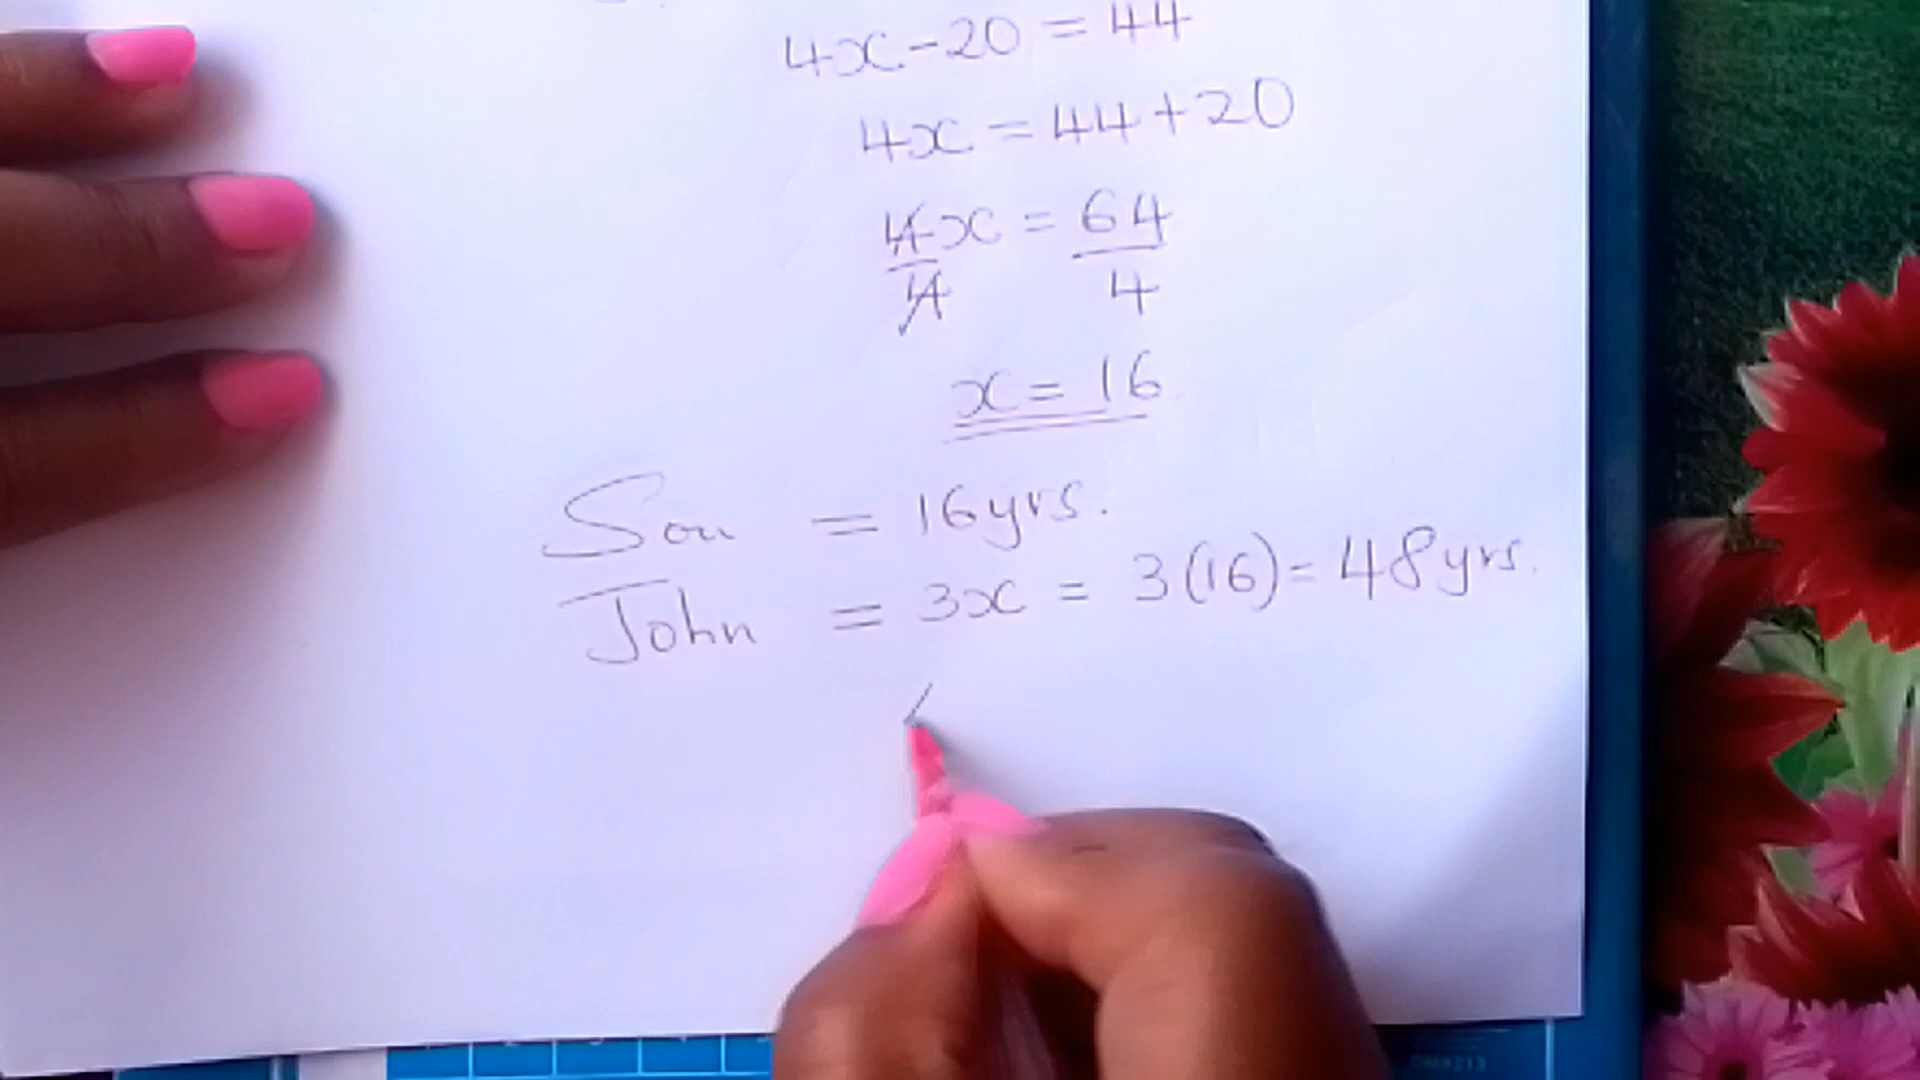 4x-20 = 44
4x = 44+20
4x = 64
4 4
x = 16
Son = 16yrs.
John = 3x = 3(16) = 48yrs.